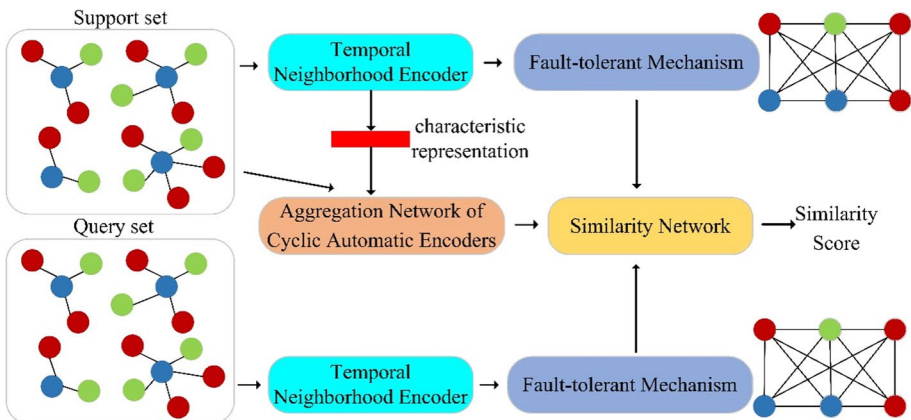 Support set
Temporal
Neighborhood Encoder
Fault-tolerant Mechanism
characteristic
representation
Aggregation Network of
Cyclic Automatic Encoders
Similarity Network
Similarity
Score
Query set
Temporal
Neighborhood Encoder
Fault-tolerant Mechanism